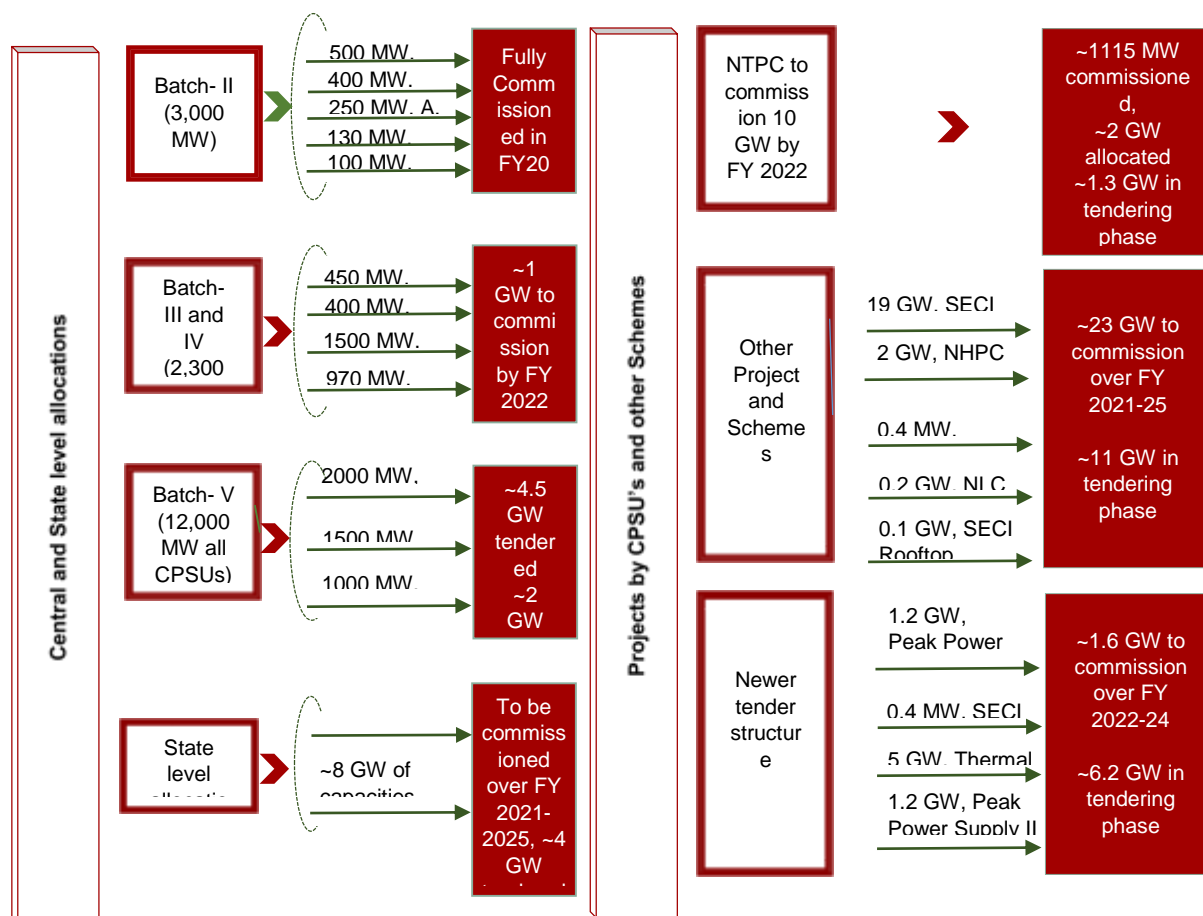 Central and State level allocations
Batch- II
(3,000
MW)
500 MW.
400 MW.
250 MW. A.
130 MW.
100 MW.
Fully
Comm
ission
ed in
FY20
Batch-
III and
IV
(2,300
450 MW.
400 MW.
1500 MW.
970 MW.
~1
GW to
commi
ssion
by FY
2022
Batch- V
(12,000
MW all
CPSUs)
2000 MW,
1500 MW
1000 MW.
~4.5
GW
tender
ed
~2
GW
State
level
~8 GW of
capacities
To be
commiss
ioned
over FY
2021-
2025, ~4
GW
Projects by CPSU's and other Schemes
NTPC to
commiss
ion 10
GW by
FY 2022
~1115 MW
commissione
d,
~2 GW
allocated
~1.3 GW in
tendering
phase
Other
Project
and
Scheme
s
19 GW. SECI
2 GW, NHPC
0.4 MW.
0.2 GW. NLC
0.1 GW, SECI
Rooftop
~23 GW to
commission
over FY
2021-25
~11 GW in
tendering
phase
Newer
tender
structur
e
1.2 GW,
Peak Power
0.4 MW. SECI
5 GW. Thermal
1.2 GW, Peak
Power Supply II
~1.6 GW to
commission
over FY
2022-24
~6.2 GW in
tendering
phase